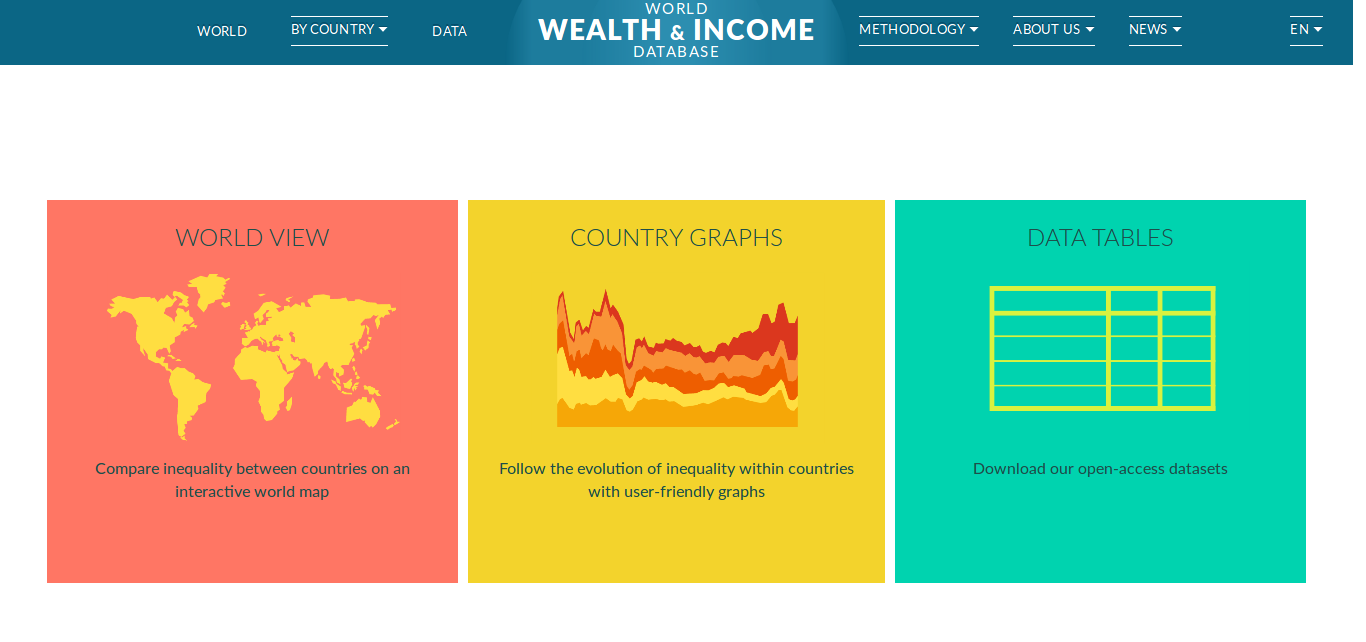 WORLD
BY COUNTRY
DATA
WORLD
WEALTH & INCOME
DATABASE
METHODOLOGY
ABOUT US
NEWS
EN
WORLD VIEW
Compare inequality between countries on an
interactive world map
COUNTRY GRAPHS
Follow the evolution of inequality within countries
with user-friendly graphs
DATA TABLES
Download our open-access datasets